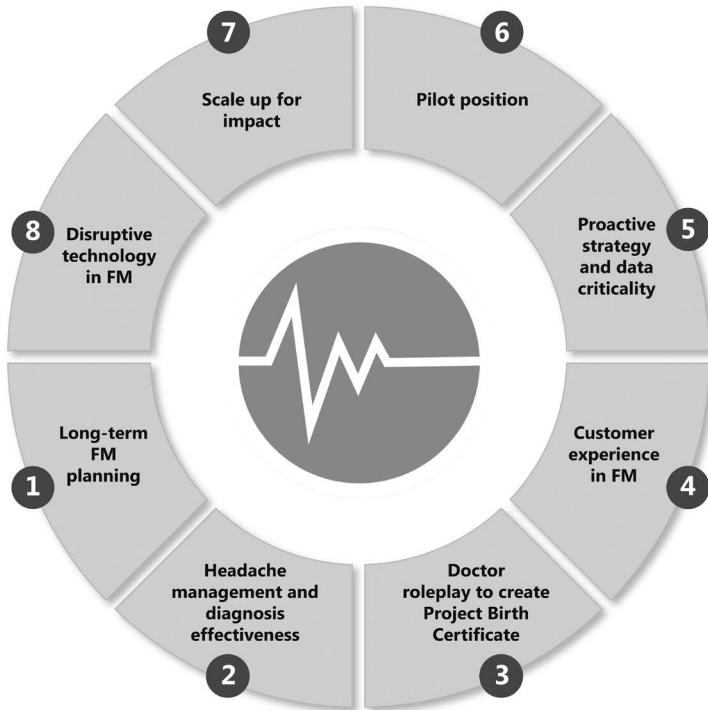 1
Long-term
FM
planning
2
Headache
management and
diagnosis
effectiveness
3
Doctor
roleplay to create
Project Birth
Certificate
4
Customer
experience
in FM
5
Proactive
strategy
and data
criticality
6
Pilot position
7
Scale up for
impact
8
Disruptive
technology
in FM